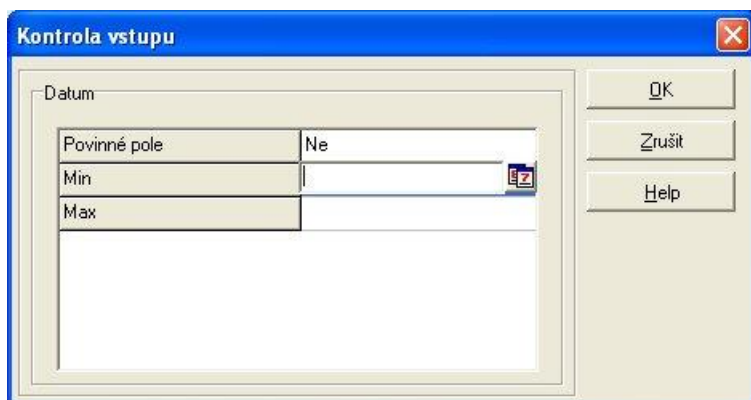 Kontrola vstupu
Datum
Povinné pole Ne
Min
Max
OK
Zrušit
Help